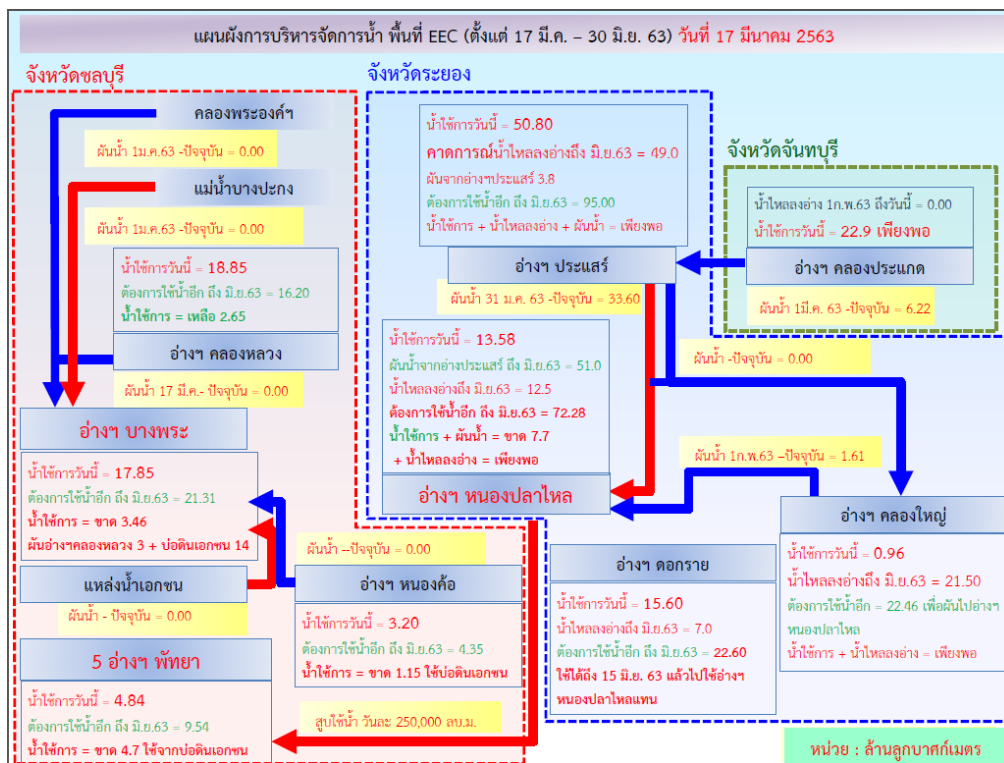 แผนผังการบริหารจัดการน้ำ พื้นที่ EEC (ตั้งแต่ 17 มี.ค. – 30 มิ.ย. 63) วันที่ 17 มีนาคม 2563
จังหวัดชลบุรี
คลองพระองค์ฯ
ผันน้ำ 1ม.ค.63 -ปัจจุบัน = 0.00
แม่น้ำบางปะกง
ผันน้ำ 1ม.ค.63 -ปัจจุบัน = 0.00
น้ำใช้การวันนี้ = 18.85
ต้องการใช้น้ำอีก ถึง มิ.ย.63 = 16.20
น้ำใช้การ = เหลือ 2.65
อ่างฯ คลองหลวง
ผันน้ำ 17 มี.ค.- ปัจจุบัน = 0.00
อ่างฯ บางพระ
น้ำใช้การวันนี้ = 17.85
ต้องการใช้น้ำอีก ถึง มิ.ย.63 = 21.31
น้ำใช้การ = ขาด 3.46
ผันอ่างฯคลองหลวง 3 + บ่อดินเอกชน 14
แหล่งน้ำเอกชน
ผันน้ำ - ปัจจุบัน = 0.00
ผันน้ำ --ปัจจุบัน = 0.00
อ่างฯ หนองค้อ
น้ำใช้การวันนี้ = 3.20
ต้องการใช้น้ำอีก ถึง มิ.ย.63 = 4.35
น้ำใช้การ = ขาด 1.15 ใช้บ่อดินเอกชน
5 อ่างฯ พัทยา
น้ำใช้การวันนี้ = 4.84
ต้องการใช้น้ำอีก ถึง มิ.ย.63 = 9.54
น้ำใช้การ = ขาด 4.7 ใช้จากบ่อดินเอกชน
สูบใช้น้ำ วันละ 250,000 ลบ.ม.
จังหวัดระยอง
น้ำใช้การวันนี้ = 50.80
คาดการณ์น้ำไหลลงอ่างถึง มิ.ย.63 = 49.0
ผันจากอ่างฯประแสร์ 3.8
ต้องการใช้น้ำอีก ถึง มิ.ย.63 = 95.00
น้ำใช้การ + น้ำไหลลงอ่าง + ผันน้ำ = เพียงพอ
อ่างฯ ประแสร์
ผันน้ำ 31 ม.ค. 63 -ปัจจุบัน = 33.60
น้ำใช้การวันนี้ = 13.58
ผันน้ำจากอ่างประแสร์ ถึง มิ.ย.63 = 51.0
น้ำไหลลงอ่างถึง มิ.ย.63 = 12.5
ต้องการใช้น้ำอีก ถึง มิ.ย.63 = 72.28
น้ำใช้การ + ผันน้ำ = ขาด 7.7
+ น้ำไหลลงอ่าง = เพียงพอ
อ่างฯ หนองปลาไหล
จังหวัดจันทบุรี
น้ำไหลลงอ่าง 1ก.พ.63 ถึงวันนี้ = 0.00
น้ำใช้การวันนี้ = 22.9 เพียงพอ
อ่างฯ คลองประแกด
ผันน้ำ 1มี.ค. 63 -ปัจจุบัน = 6.22
ผันน้ำ -ปัจจุบัน = 0.00
ผันน้ำ 1ก.พ.63 –ปัจจุบัน = 1.61
อ่างฯ คลองใหญ่
น้ำใช้การวันนี้ = 0.96
น้ำไหลลงอ่างถึง มิ.ย.63 = 21.50
ต้องการใช้น้ำอีก = 22.46 เพื่อผันไปอ่างฯ
หนองปลาไหล
น้ำใช้การ + น้ำไหลลงอ่าง = เพียงพอ
อ่างฯ ดอกราย
น้ำใช้การวันนี้ = 15.60
น้ำไหลลงอ่างถึง มิ.ย.63 = 7.0
ต้องการใช้น้ำอีก ถึง มิ.ย.63 = 22.60
ใช้ได้ถึง 15 มิ.ย. 63 แล้วไปใช้อ่างฯ
หนองปลาไหลแทน
หน่วย : ล้านลูกบาศก์เมตร